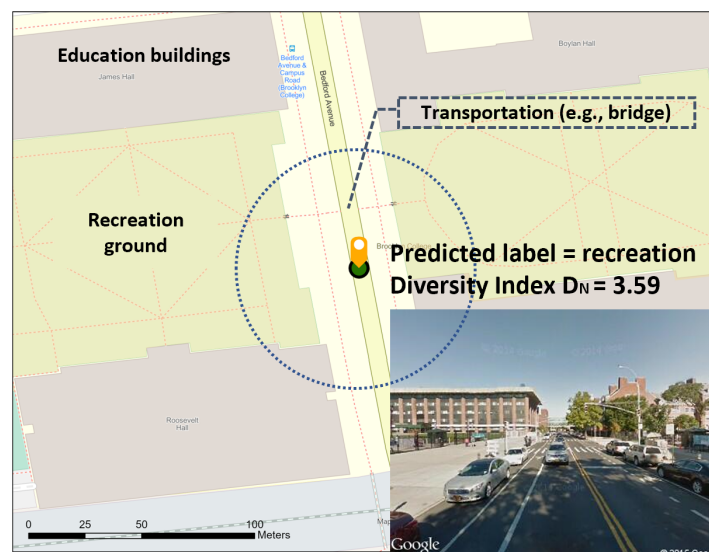 Education buildings
James Hall
Bedford
Avenue &
Campus
Road
(Brooklyn
College)
Bedford Avenue
Boylan Hall
Transportation (e.g., bridge)
Recreation
ground
Predicted label = recreation
Diversity Index DN = 3.59
Roosevelt
Hall
0 25 50 100
Meters
Google